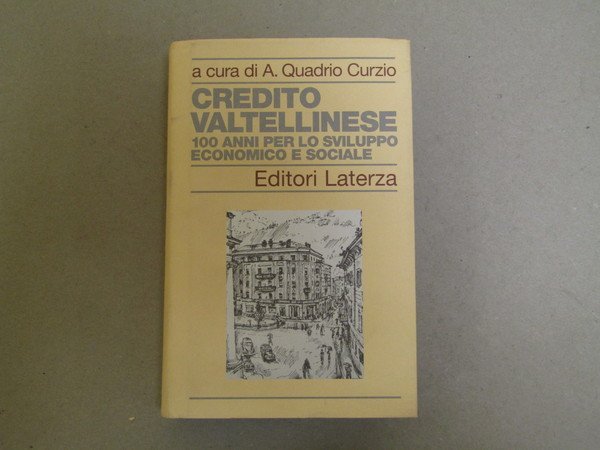 a cura di A. Quadrio Curzio
CREDITO
VALTELLINESE
100 ANNI PER LO SVILUPPO
ECONOMICO E SOCIALE
Editori Laterza